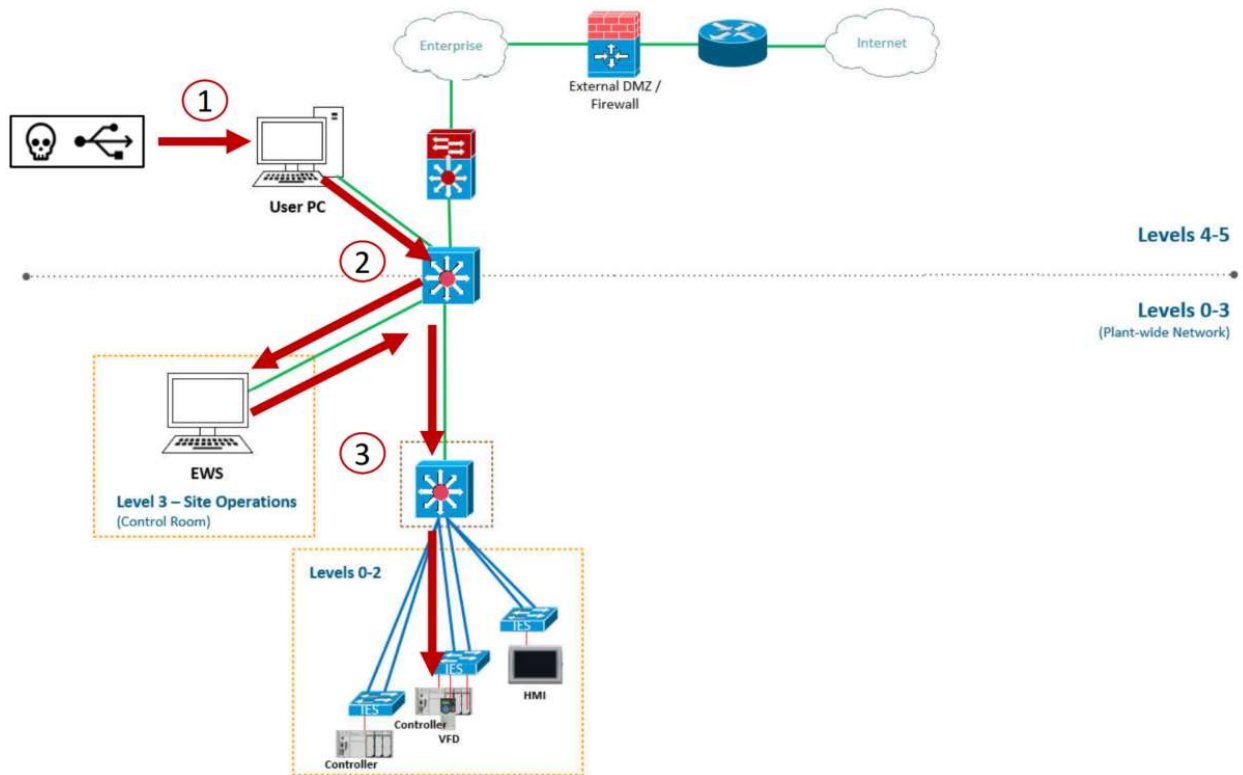 Enterprise
Internet
External DMZ /
Firewall
1
User PC
Levels 4-5
2
Levels 0-3
(Plant-wide Network)
3
EWS
Level 3 – Site Operations
(Control Room)
Levels 0-2
IES
IES
HMI
IES
Controller
VFD
Controller